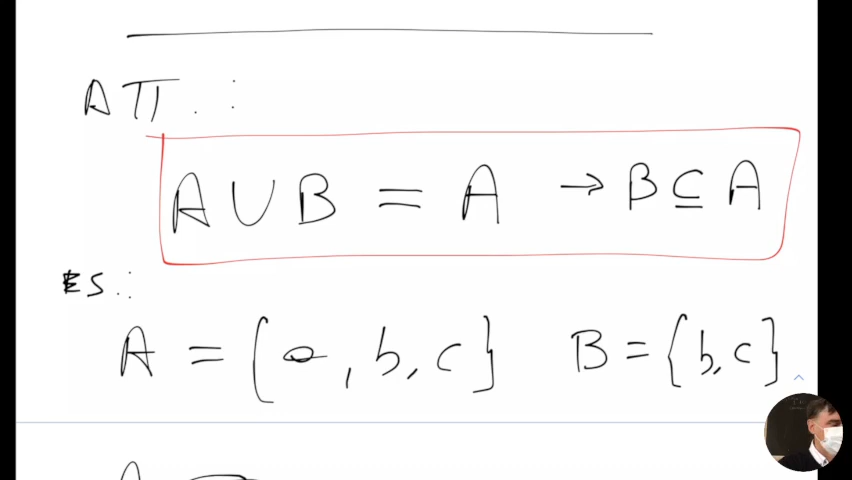 ATT.:
A ∪ B = A → B ⊆ A
ES.:
A = {a, b, c} B = {b, c}
A